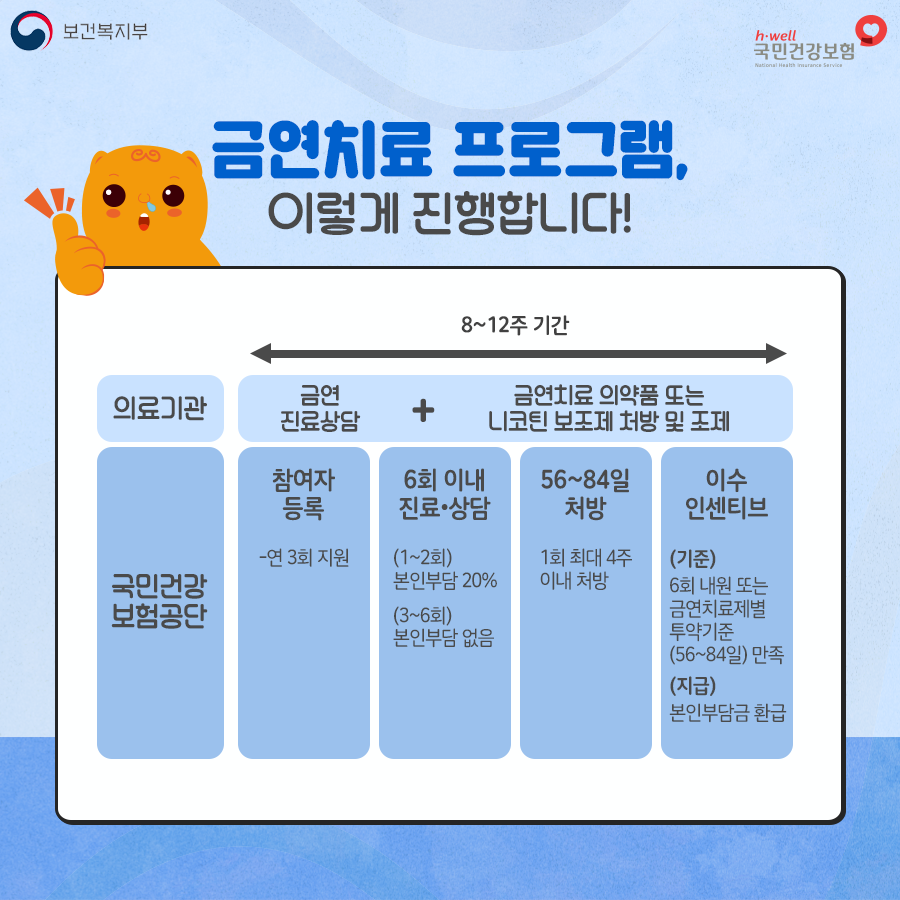 보건복지부
h·well
국민건강보험
National Health Insurance Service
금연치료 프로그램,
이렇게 진행합니다!
8~12주 기간
의료기관
금연
진료상담
+
금연치료 의약품 또는
니코틴 보조제 처방 및 조제
국민건강
보험공단
참여자
등록
-연 3회 지원
6회 이내
진료•상담
(1~2회)
본인부담 20%
(3~6회)
본인부담 없음
56~84일
처방
1회 최대 4주
이내 처방
이수
인센티브
(기준)
6회 내원 또는
금연치료제별
투약기준
(56~84일) 만족
(지급)
본인부담금 환급